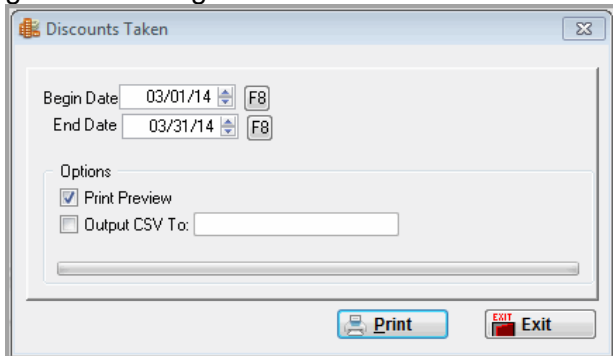 Discounts Taken
Begin Date 03/01/14 F8
End Date 03/31/14 F8
Options
Print Preview
Output CSV To:
Print EXIT Exit